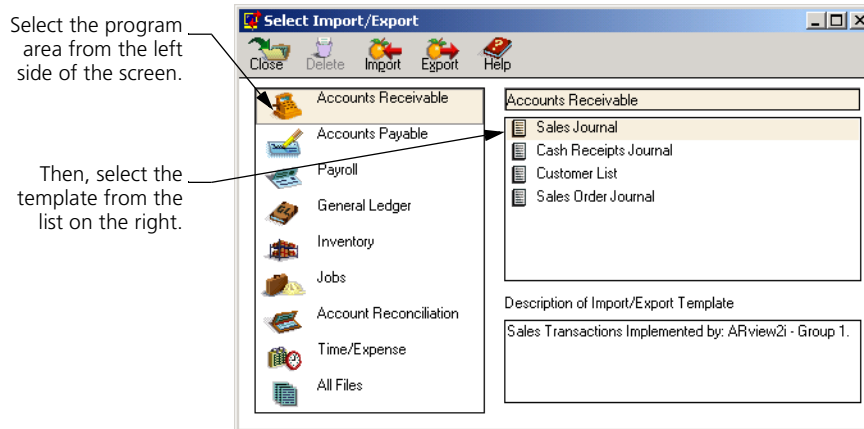 Select the program
area from the left
side of the screen.
Then, select the
template from the
list on the right.
Select Import/Export
Close Delete Import Export Help
Accounts Receivable
Accounts Payable
Payroll
General Ledger
Inventory
Jobs
Account Reconciliation
Time/Expense
All Files
Accounts Receivable
Sales Journal
Cash Receipts Journal
Customer List
Sales Order Journal
Description of Import/Export Template
Sales Transactions Implemented by: ARview2i - Group 1.